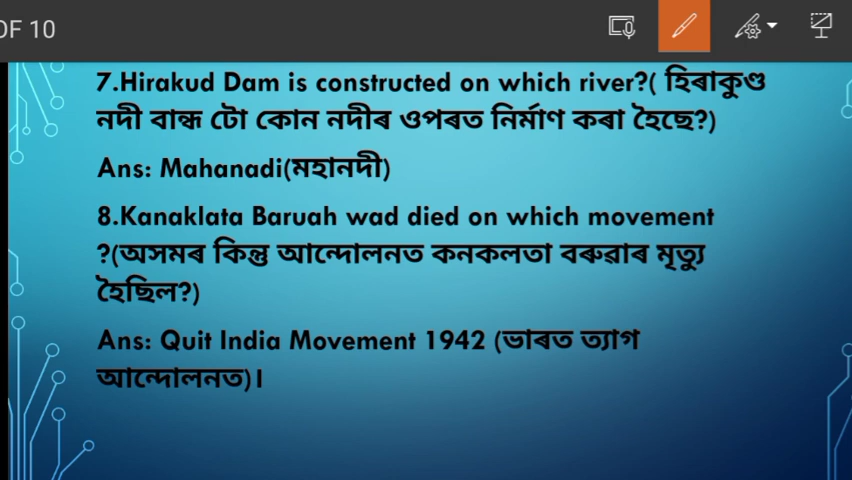 OF 10
7.Hirakud Dam is constructed on which river?( হিৰাকুণ্ড
নদী বান্ধ টো কোন নদীৰ ওপৰত নিৰ্মাণ কৰা হৈছে?)
Ans: Mahanadi(মহানদী)
8.Kanaklata Baruah wad died on which movement
?(অসমৰ কিন্তু আন্দোলনত কনকলতা বৰুৱাৰ মৃত্যু
হৈছিল?)
Ans: Quit India Movement 1942 (ভাৰত ত্যাগ
আন্দোলনত)।